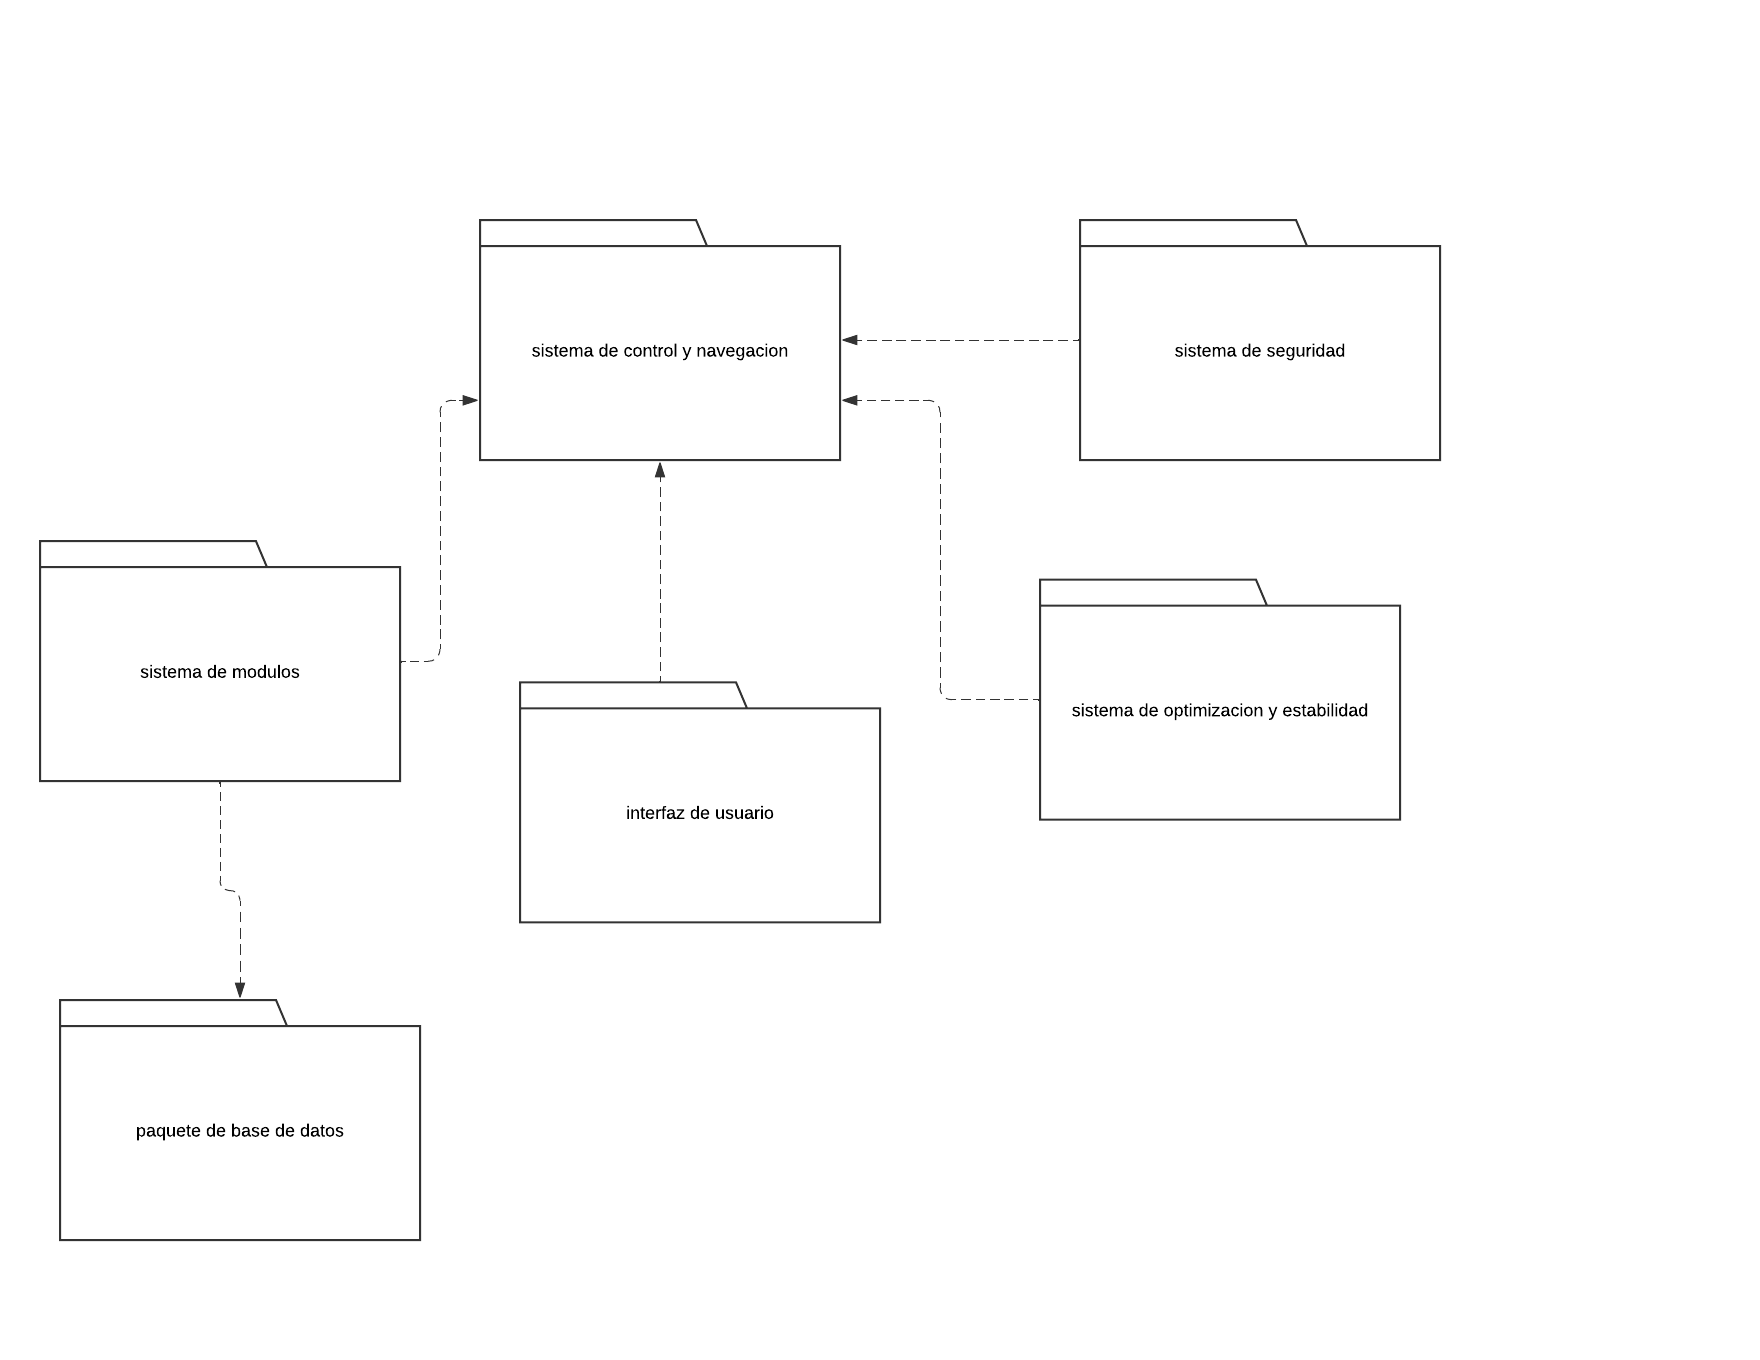 sistema de control y navegacion
sistema de seguridad
sistema de modulos
sistema de optimizacion y estabilidad
interfaz de usuario
paquete de base de datos